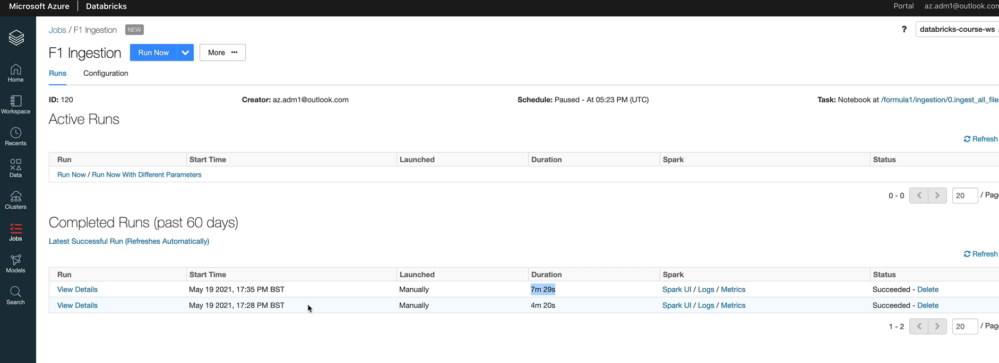 Microsoft Azure | Databricks Portal az.adm1@outlook.com
Jobs / F1 Ingestion NEW ? databricks-course-ws
F1 Ingestion Run Now More ···
Runs Configuration
ID: 120 Creator: az.adm1@outlook.com Schedule: Paused - At 05:23 PM (UTC) Task: Notebook at /formula1/ingestion/0.ingest_all_file
Active Runs
Refresh
Run Start Time Launched Duration Spark Status
Run Now / Run Now With Different Parameters
0 - 0 20 / Pag
Completed Runs (past 60 days)
Latest Successful Run (Refreshes Automatically)
Refresh
Run Start Time Launched Duration Spark Status
View Details May 19 2021, 17:35 PM BST Manually 7m 29s Spark UI / Logs / Metrics Succeeded - Delete
View Details May 19 2021, 17:28 PM BST Manually 4m 20s Spark UI / Logs / Metrics Succeeded - Delete
1 - 2 20 / Pag
Home
Workspace
Recents
Data
Clusters
Jobs
Models
Search